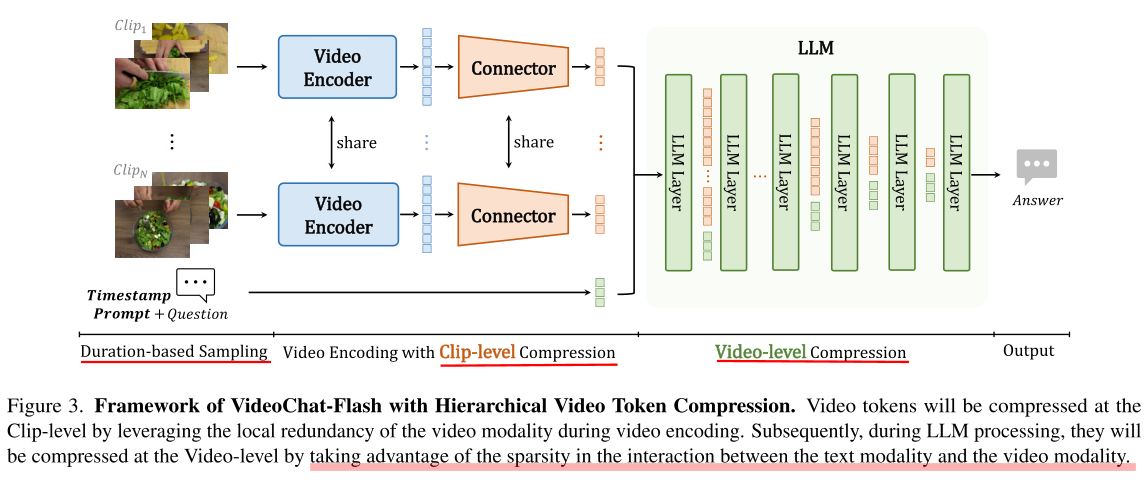 Clip1
Video
Encoder
Connector
LLM
share
share
ClipN
Video
Encoder
Connector
LLM Layer
LLM Layer
LLM Layer
LLM Layer
LLM Layer
LLM Layer
Answer
Timestamp
Prompt + Question
Duration-based Sampling
Video Encoding with Clip-level Compression
Video-level Compression
Output
Figure 3. Framework of VideoChat-Flash with Hierarchical Video Token Compression. Video tokens will be compressed at the
Clip-level by leveraging the local redundancy of the video modality during video encoding. Subsequently, during LLM processing, they will
be compressed at the Video-level by taking advantage of the sparsity in the interaction between the text modality and the video modality.